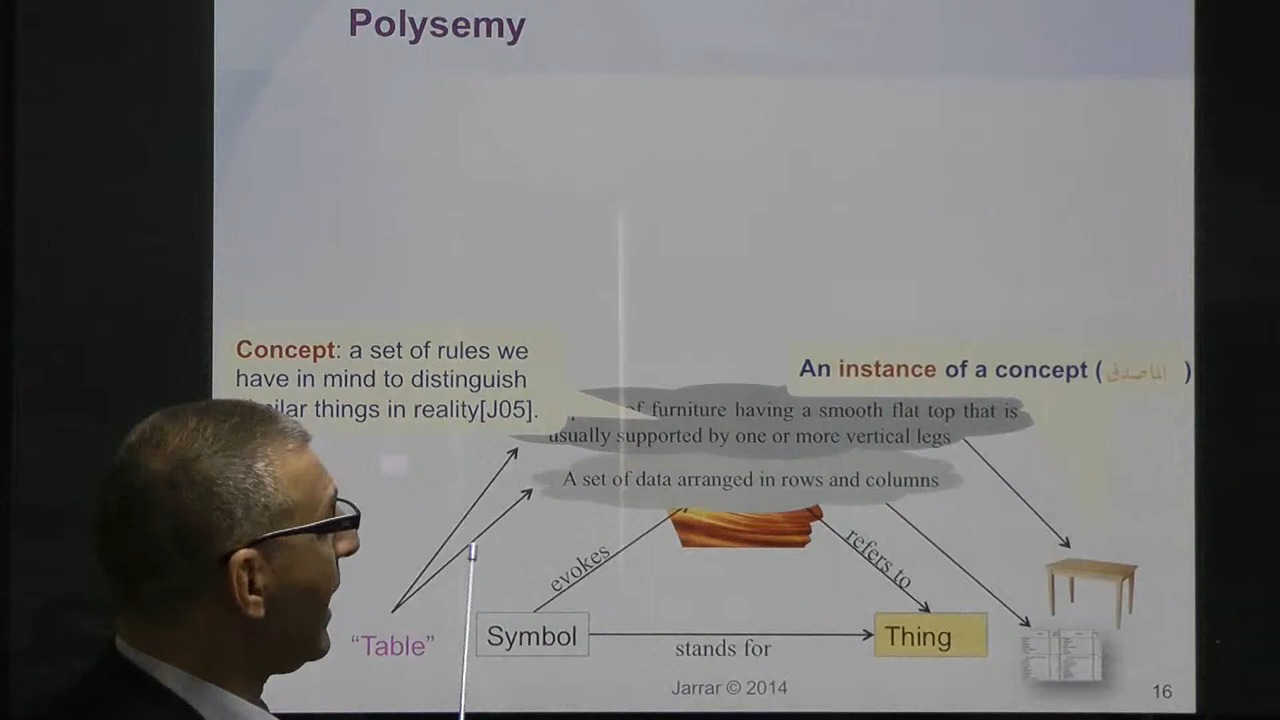 Polysemy
Concept: a set of rules we
have in mind to distinguish
similar things in reality[J05].
An instance of a concept (الماصدق)
of furniture having a smooth flat top that is
usually supported by one or more vertical legs
A set of data arranged in rows and columns
evokes
refers to
"Table"
Symbol
stands for
Thing
Jarrar © 2014
16